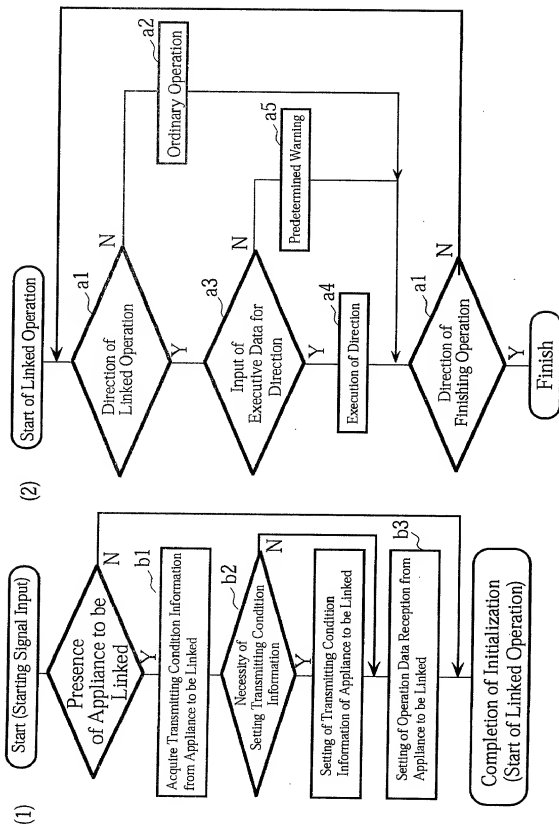 (1)
Start (Starting Signal Input)
Presence
of Appliance to be
Linked
N
Y
b1
Acquire Transmitting Condition Information
from Appliance to be Linked
b2
Necessity of
Setting Transmitting Condition
Information
N
Y
Setting of Transmitting Condition
Information of Appliance to be Linked
b3
Setting of Operation Data Reception from
Appliance to be Linked
Completion of Initialization
(Start of Linked Operation)
(2)
Start of Linked Operation
a1
Direction of
Linked Operation
N
Y
a2
Ordinary Operation
a3
Input of
Executive Data for
Direction
N
Y
a5
Predetermined Warning
a4
Execution of Direction
a1
Direction of
Finishing Operation
N
Y
Finish